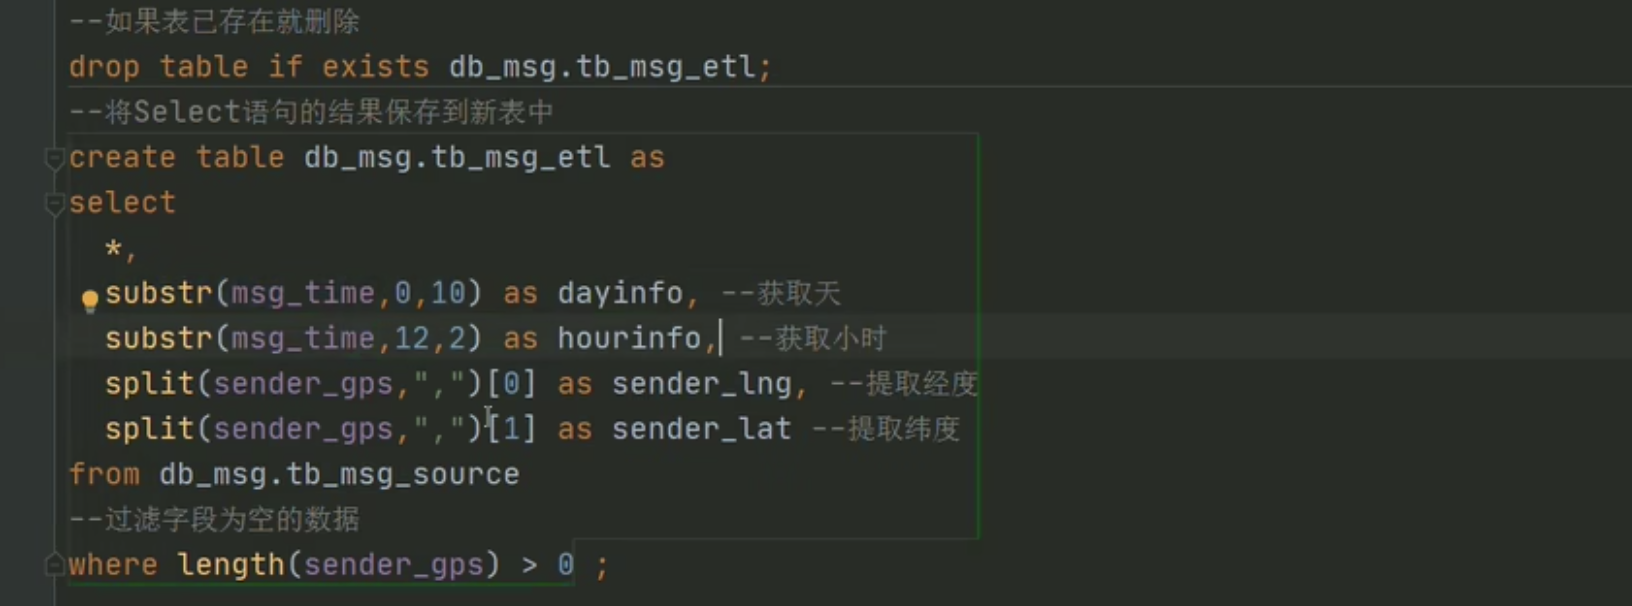 --如果表已存在就删除
drop table if exists db_msg.tb_msg_etl;
--将Select语句的结果保存到新表中
create table db_msg.tb_msg_etl as
select
*,
substr(msg_time,0,10) as dayinfo, --获取天
substr(msg_time,12,2) as hourinfo, --获取小时
split(sender_gps,",")[0] as sender_lng, --提取经度
split(sender_gps,",")[1] as sender_lat --提取纬度
from db_msg.tb_msg_source
--过滤字段为空的数据
where length(sender_gps) > 0 ;